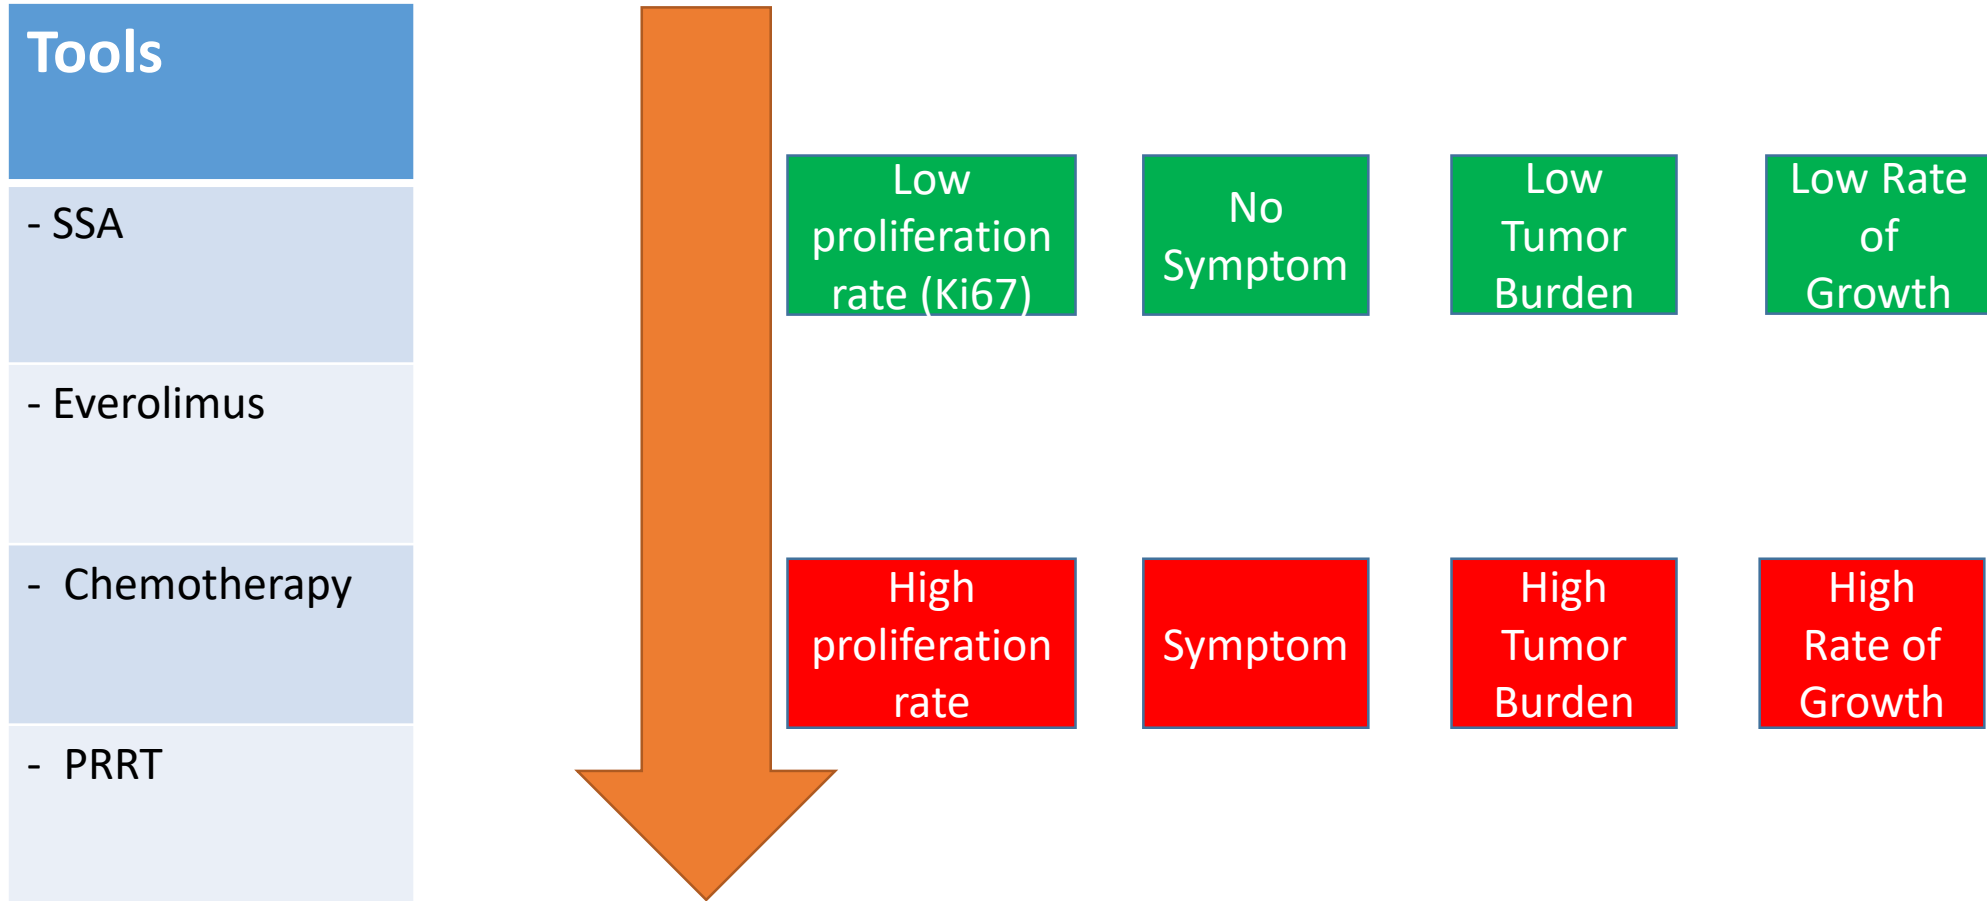 Tools
- SSA
- Everolimus
- Chemotherapy
- PRRT
Low
proliferation
rate (Ki67)
No
Symptom
Low
Tumor
Burden
Low Rate
of
Growth
High
proliferation
rate
Symptom
High
Tumor
Burden
High
Rate of
Growth